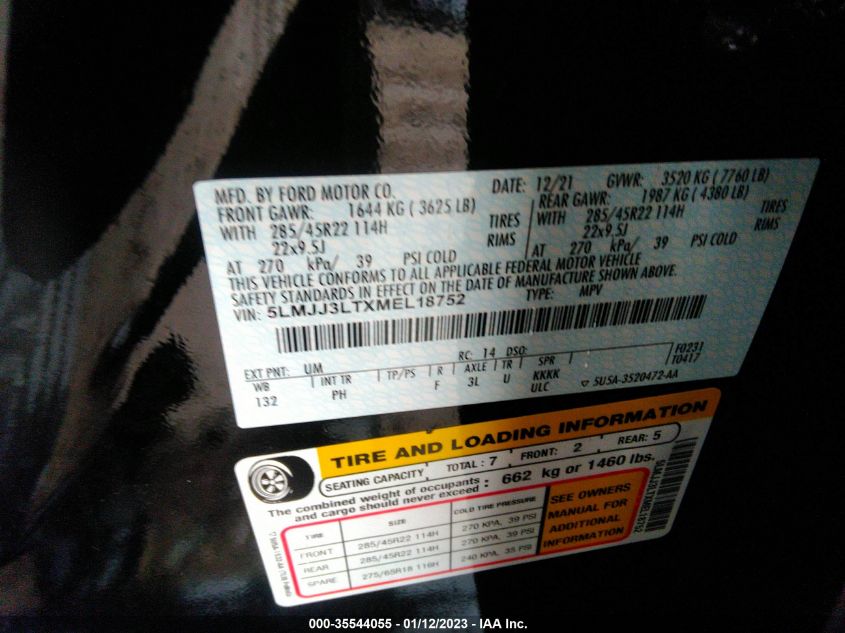 MFD. BY FORD MOTOR CO. DATE: 12/21 GVWR: 3520 KG ( 7760 LB)
FRONT GAWR: 1644 KG ( 3625 LB) REAR GAWR: 1987 KG ( 4380 LB)
WITH 285/45R22 114H TIRES WITH 285/45R22 114H TIRES
22x9.5J RIMS 22x9.5J RIMS
AT 270 kPa/ 39 PSI COLD AT 270 kPa/ 39 PSI COLD
THIS VEHICLE CONFORMS TO ALL APPLICABLE FEDERAL MOTOR VEHICLE
SAFETY STANDARDS IN EFFECT ON THE DATE OF MANUFACTURE SHOWN ABOVE.
VIN: 5LMJJ3LTXMEL18752 TYPE: MPV
EXT PNT: UM RC: 14 DSO: F0231
T0417
WB INT TR TP/PS R AXLE TR SPR
132 PH F 3L U KKKK
ULC 5U5A-3520472-AA
TIRE AND LOADING INFORMATION
SEATING CAPACITY TOTAL : 7 FRONT: 2 REAR: 5
The combined weight of occupants and cargo should never exceed : 662 kg or 1460 lbs.
TIRE SIZE COLD TIRE PRESSURE
FRONT 285/45R22 114H 270 KPA, 39 PSI
REAR 285/45R22 114H 270 KPA, 39 PSI
SPARE 275/65R18 116H 240 KPA, 35 PSI
SEE OWNERS
MANUAL FOR
ADDITIONAL
INFORMATION
5LMJJ3LTXMEL18752
000-35544055 — 01/12/2023 — IAA Inc.